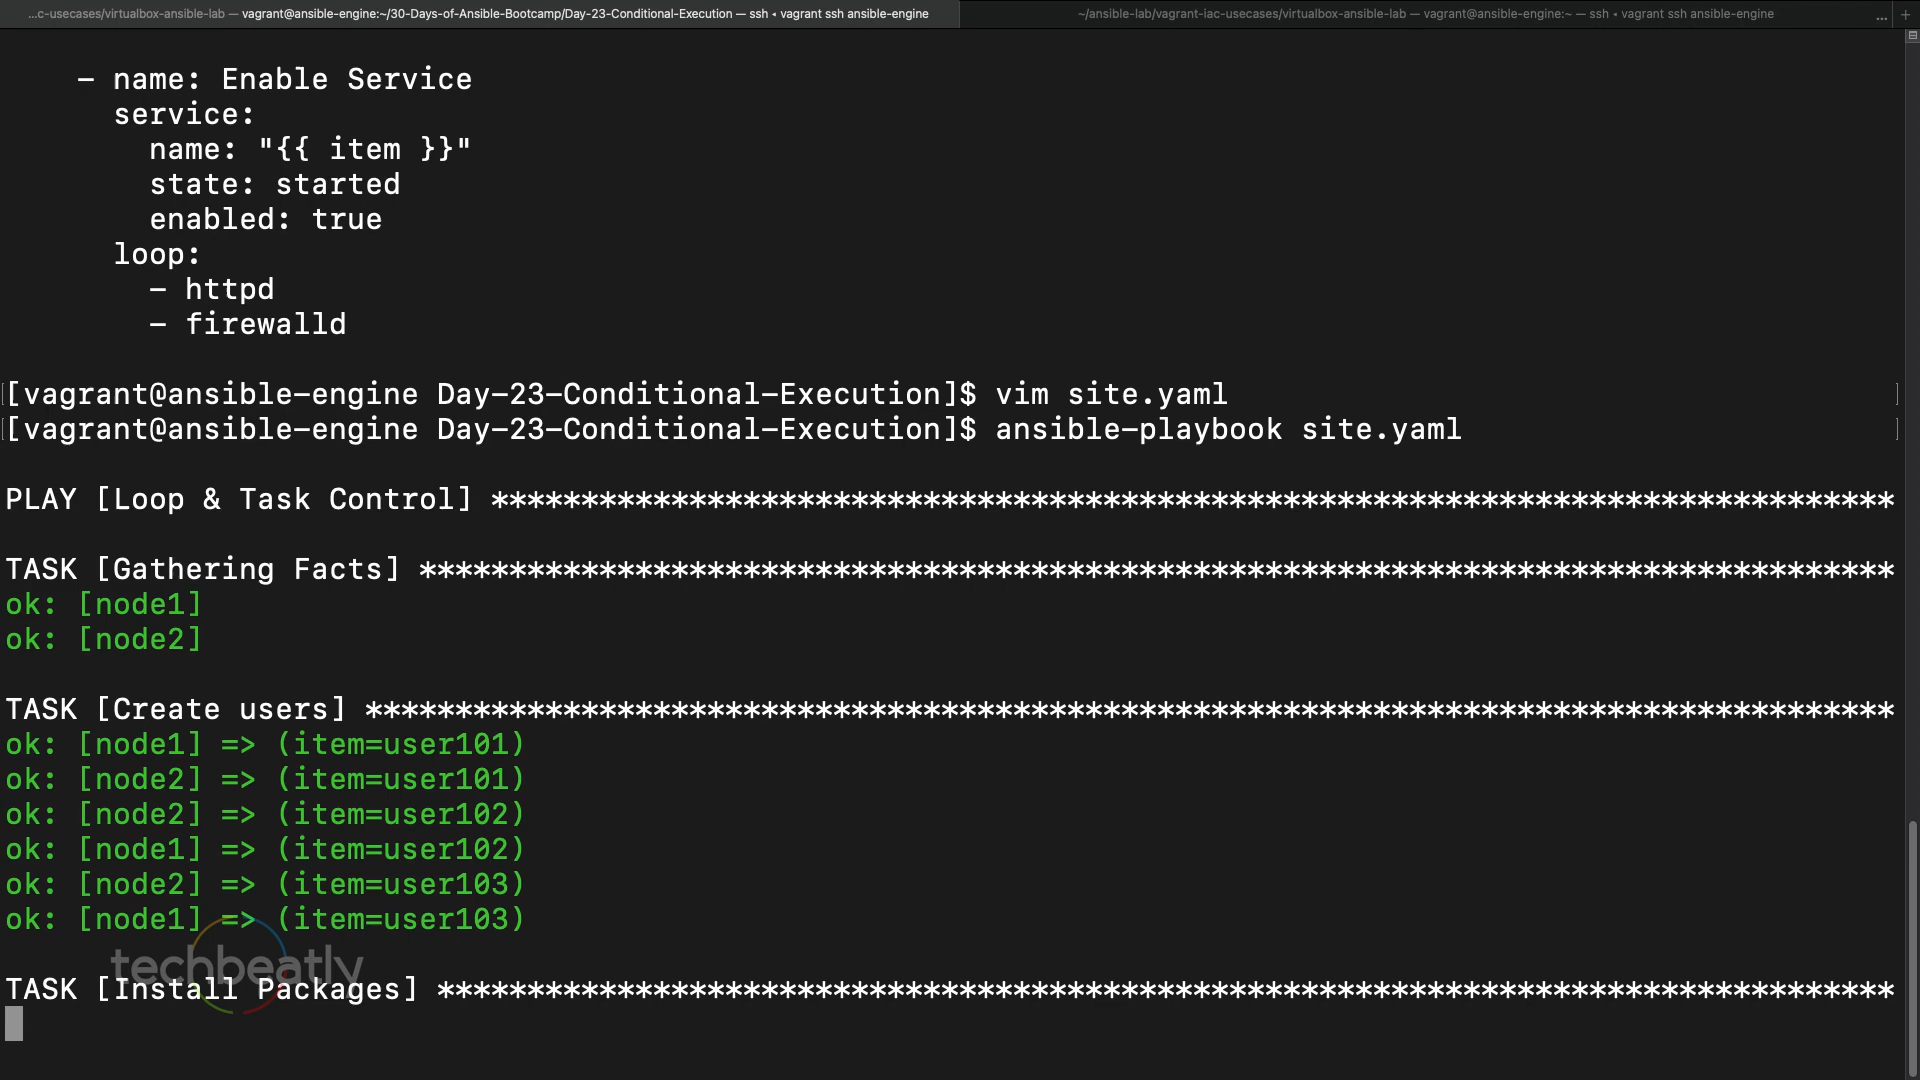 ...c-usecases/virtualbox-ansible-lab — vagrant@ansible-engine:~/30-Days-of-Ansible-Bootcamp/Day-23-Conditional-Execution — ssh ◂ vagrant ssh ansible-engine
~/ansible-lab/vagrant-iac-usecases/virtualbox-ansible-lab — vagrant@ansible-engine:~ — ssh ◂ vagrant ssh ansible-engine
... +
    - name: Enable Service
      service:
        name: "{{ item }}"
        state: started
        enabled: true
      loop:
        - httpd
        - firewalld
[[vagrant@ansible-engine Day-23-Conditional-Execution]$ vim site.yaml ]
[[vagrant@ansible-engine Day-23-Conditional-Execution]$ ansible-playbook site.yaml ]
PLAY [Loop & Task Control] ******************************************************************************
TASK [Gathering Facts] **********************************************************************************
ok: [node1]
ok: [node2]
TASK [Create users] *************************************************************************************
ok: [node1] => (item=user101)
ok: [node2] => (item=user101)
ok: [node2] => (item=user102)
ok: [node1] => (item=user102)
ok: [node2] => (item=user103)
ok: [node1] => (item=user103)
techbeatly
TASK [Install Packages] *********************************************************************************